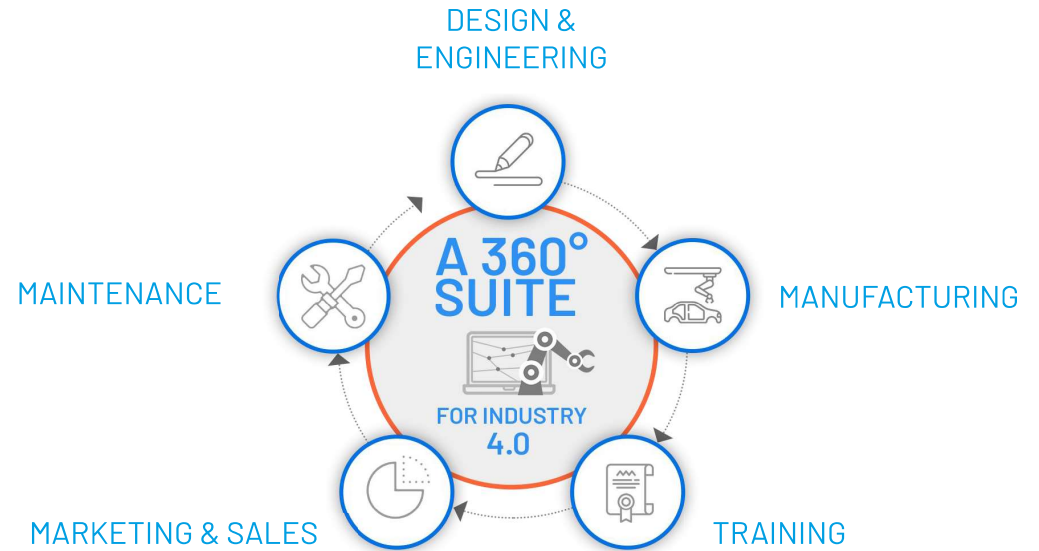 DESIGN &
ENGINEERING
A 360°
SUITE
FOR INDUSTRY
4.0
MAINTENANCE
MANUFACTURING
MARKETING & SALES
TRAINING